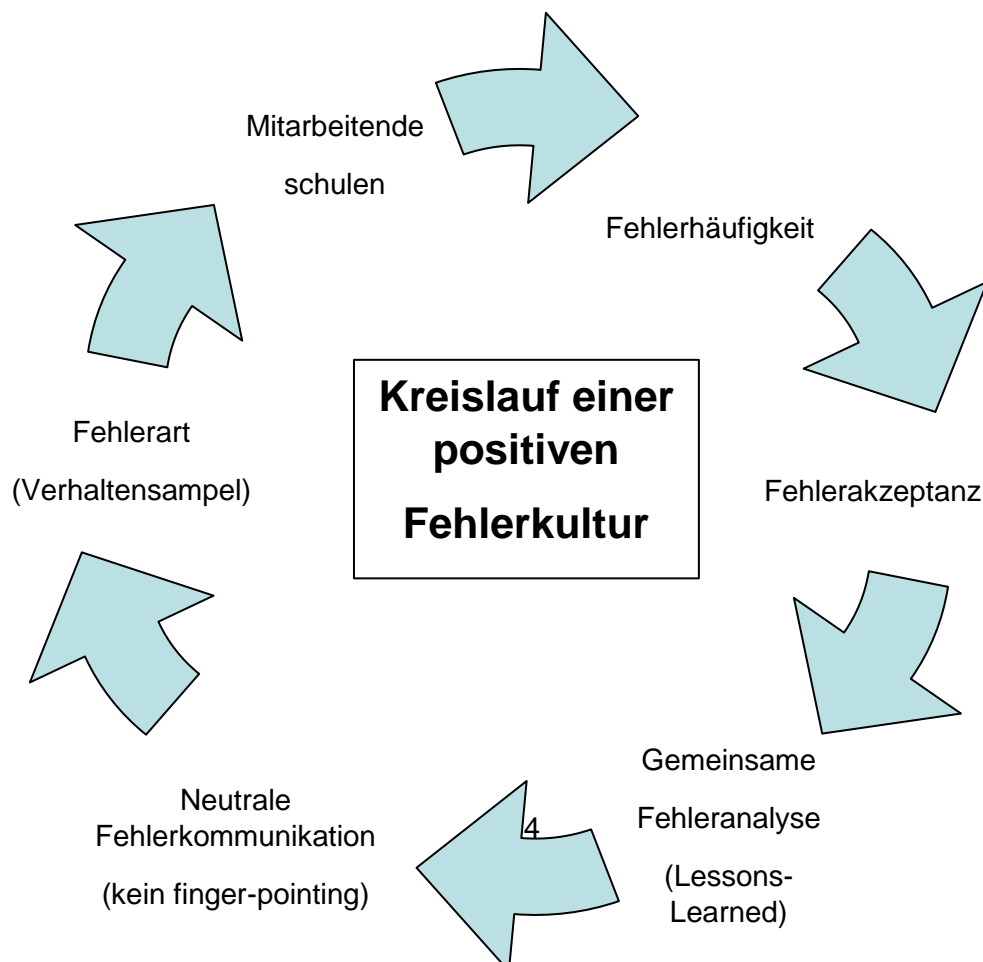 Mitarbeitende
schulen
Fehlerhäufigkeit
Kreislauf einer
positiven
Fehlerkultur
Fehlerart
(Verhaltensampel)
Fehlerakzeptanz
Gemeinsame
Fehleranalyse
(Lessons-
Learned)
Neutrale
Fehlerkommunikation
(kein finger-pointing)
4